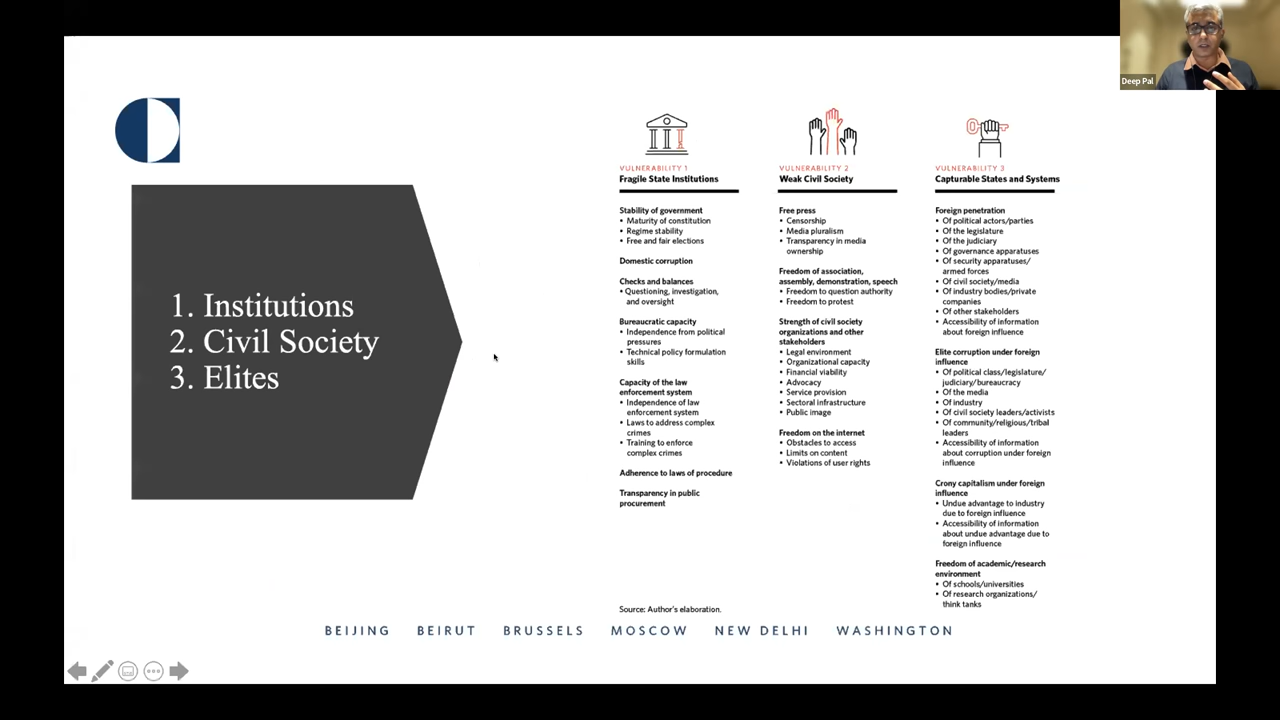 Deep Pal
1. Institutions
2. Civil Society
3. Elites
VULNERABILITY 1
Fragile State Institutions
Stability of government
• Maturity of constitution
• Regime stability
• Free and fair elections
Domestic corruption
Checks and balances
• Questioning, investigation,
and oversight
Bureaucratic capacity
• Independence from political
pressures
• Technical policy formulation
skills
Capacity of the law
enforcement system
• Independence of law
enforcement system
• Laws to address complex
crimes
• Training to enforce
complex crimes
Adherence to laws of procedure
Transparency in public
procurement
VULNERABILITY 2
Weak Civil Society
Free press
• Censorship
• Media pluralism
• Transparency in media
ownership
Freedom of association,
assembly, demonstration, speech
• Freedom to question authority
• Freedom to protest
Strength of civil society
organizations and other
stakeholders
• Legal environment
• Organizational capacity
• Financial viability
• Advocacy
• Service provision
• Sectoral infrastructure
• Public image
Freedom on the internet
• Obstacles to access
• Limits on content
• Violations of user rights
VULNERABILITY 3
Capturable States and Systems
Foreign penetration
• Of political actors/parties
• Of the legislature
• Of the judiciary
• Of governance apparatuses
• Of security apparatuses/
armed forces
• Of civil society/media
• Of industry bodies/private
companies
• Of other stakeholders
• Accessibility of information
about foreign influence
Elite corruption under foreign
influence
• Of political class/legislature/
judiciary/bureaucracy
• Of the media
• Of industry
• Of civil society leaders/activists
• Of community/religious/tribal
leaders
• Accessibility of information
about corruption under foreign
influence
Crony capitalism under foreign
influence
• Undue advantage to industry
due to foreign influence
• Accessibility of information
about undue advantage due to
foreign influence
Freedom of academic/research
environment
• Of schools/universities
• Of research organizations/
think tanks
Source: Author's elaboration.
BEIJING BEIRUT BRUSSELS MOSCOW NEW DELHI WASHINGTON